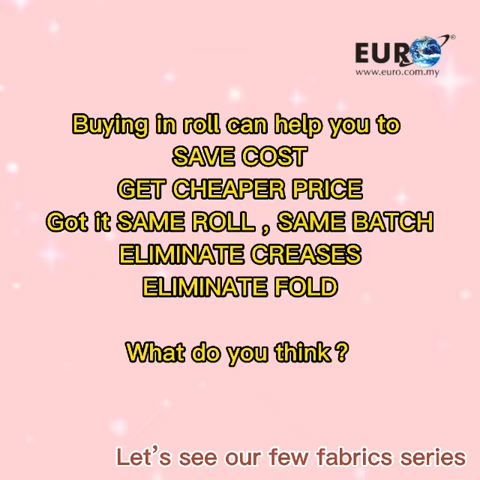 EURO®
www.euro.com.my
Buying in roll can help you to
SAVE COST
GET CHEAPER PRICE
Got it SAME ROLL , SAME BATCH
ELIMINATE CREASES
ELIMINATE FOLD
What do you think ?
Let's see our few fabrics series